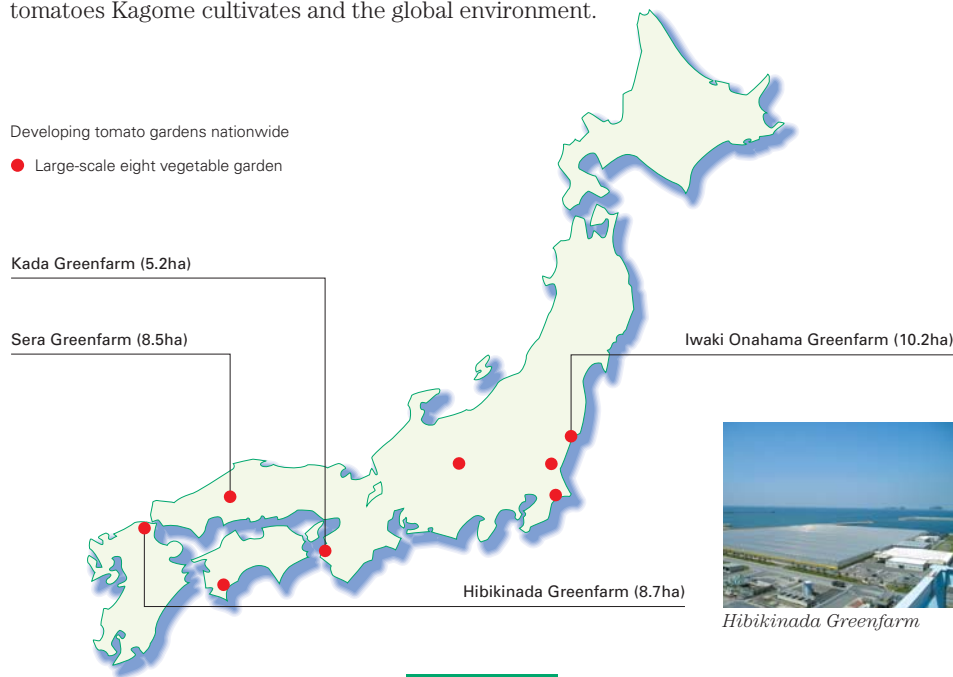 tomatoes Kagome cultivates and the global environment.
Developing tomato gardens nationwide
Large-scale eight vegetable garden
Kada Greenfarm (5.2ha)
Sera Greenfarm (8.5ha)
Iwaki Onahama Greenfarm (10.2ha)
Hibikinada Greenfarm (8.7ha)
Hibikinada Greenfarm